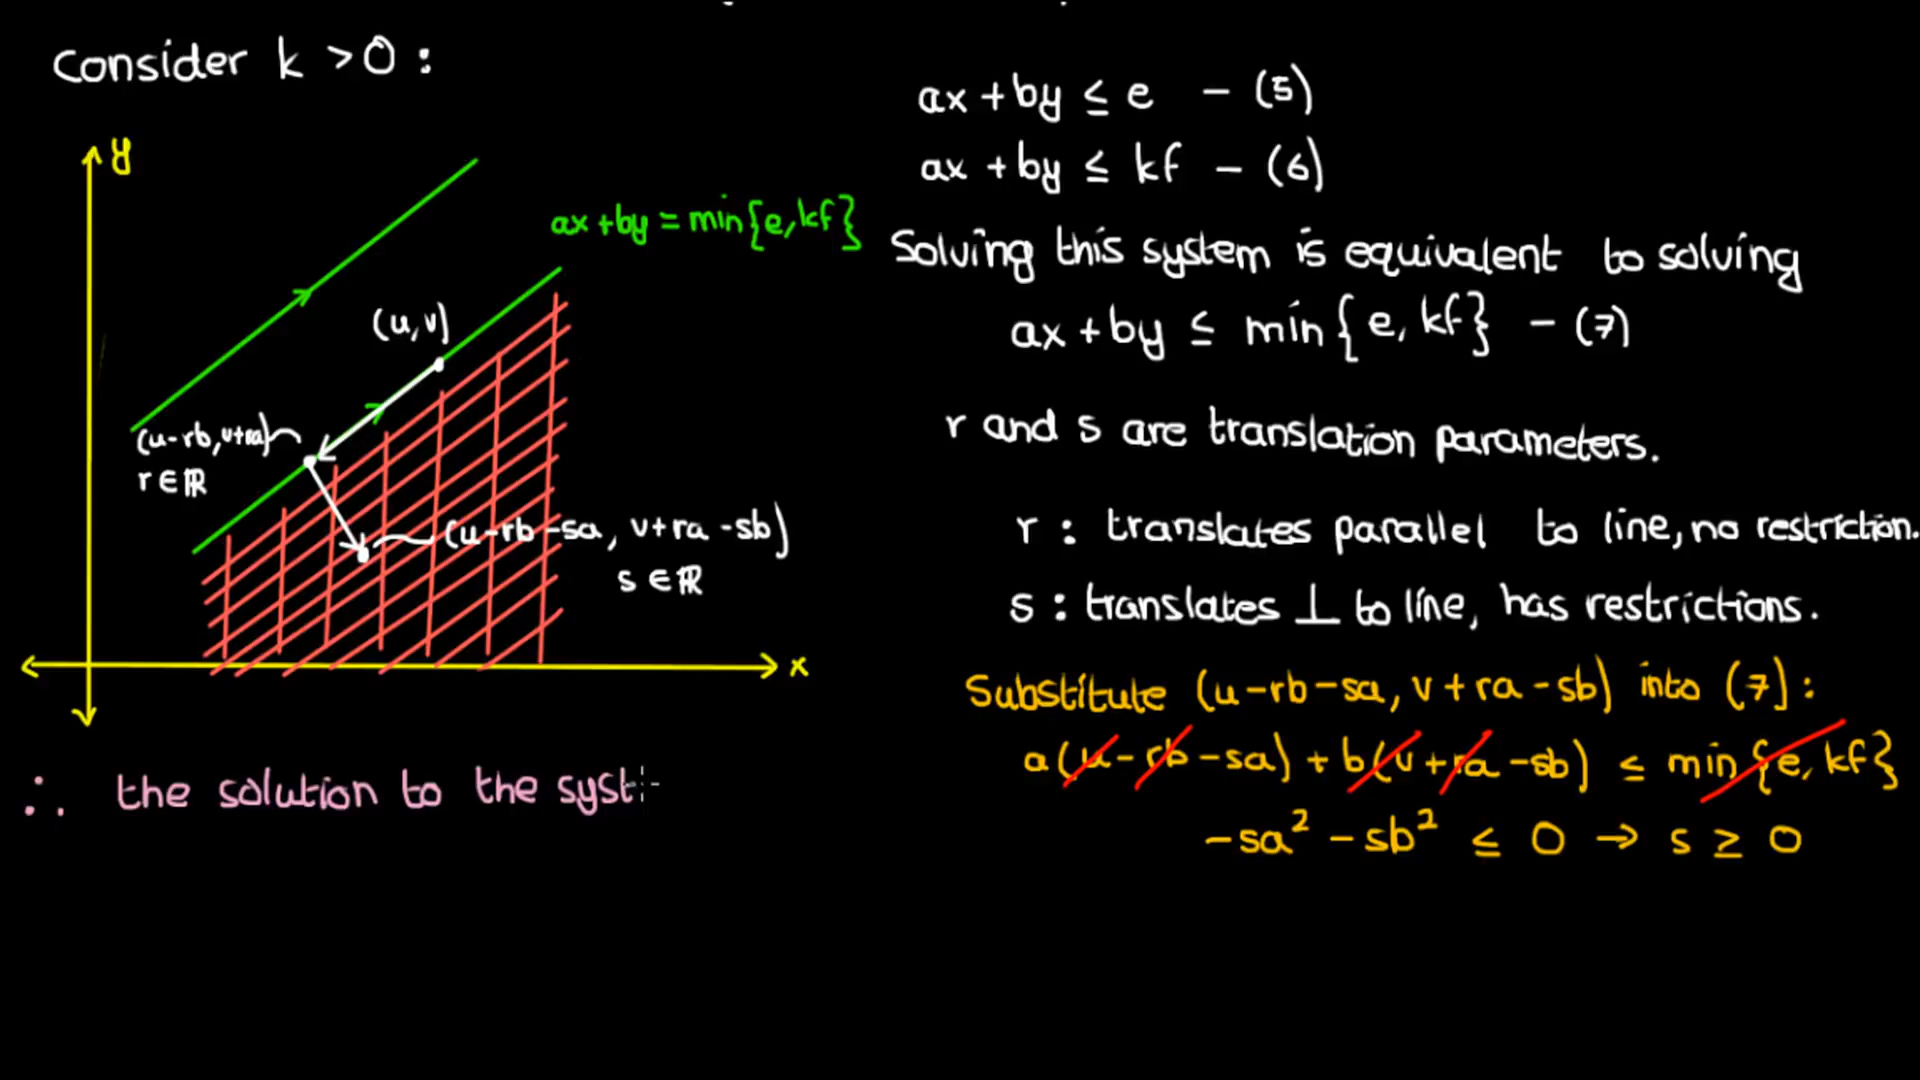 Consider k > 0 :
y
ax + by = min{e, kf}
(u, v)
(u-rb, v+ra)
r ∈ ℝ
(u-rb-sa, v+ra-sb)
s ∈ ℝ
x
∴ the solution to the syst
ax + by ≤ e - (5)
ax + by ≤ kf - (6)
Solving this system is equivalent to solving
ax + by ≤ min{e, kf} - (7)
r and s are translation parameters.
r : translates parallel to line, no restriction.
s : translates ⊥ to line, has restrictions.
Substitute (u-rb-sa, v+ra-sb) into (7) :
a(u-rb-sa) + b(v+ra-sb) ≤ min{e, kf}
-sa² - sb² ≤ 0 → s ≥ 0